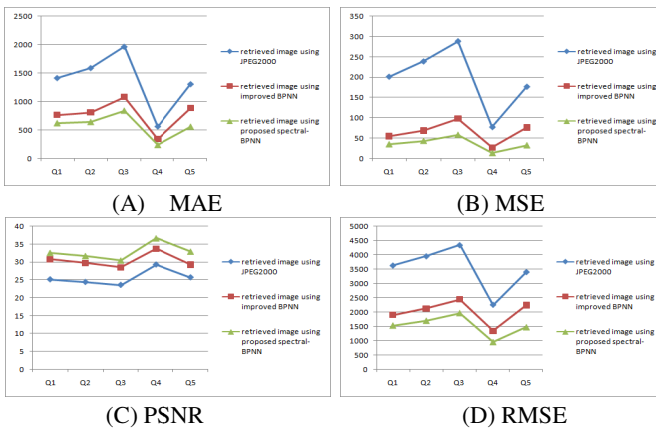 2500
2000
1500
1000
500
0
Q1 Q2 Q3 Q4 Q5
retrieved image using
JPEG2000
retrieved image using
improved BPNN
retrieved image using
proposed spectral-
BPNN
(A) MAE
350
300
250
200
150
100
50
0
Q1 Q2 Q3 Q4 Q5
retrieved image using
JPEG2000
retrieved image using
improved BPNN
retrieved image using
proposed spectral-
BPNN
(B) MSE
40
35
30
25
20
15
10
5
0
Q1 Q2 Q3 Q4 Q5
retrieved image using
JPEG2000
retrieved image using
improved BPNN
retrieved image using
proposed spectral-
BPNN
(C) PSNR
5000
4500
4000
3500
3000
2500
2000
1500
1000
500
0
Q1 Q2 Q3 Q4 Q5
retrieved image using
JPEG2000
retrieved image using
improved BPNN
retrieved image using
proposed spectral-
BPNN
(D) RMSE